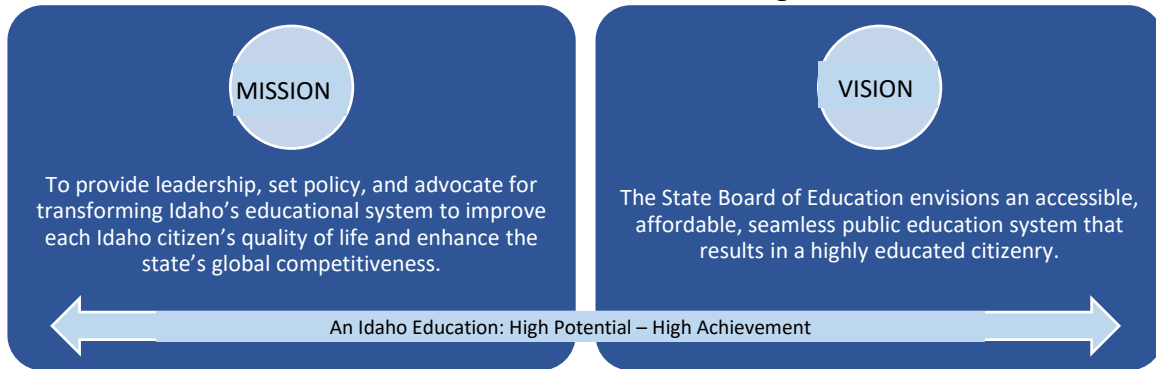 MISSION
To provide leadership, set policy, and advocate for
transforming Idaho’s educational system to improve
each Idaho citizen’s quality of life and enhance the
state’s global competitiveness.
VISION
The State Board of Education envisions an accessible,
affordable, seamless public education system that
results in a highly educated citizenry.
An Idaho Education: High Potential – High Achievement